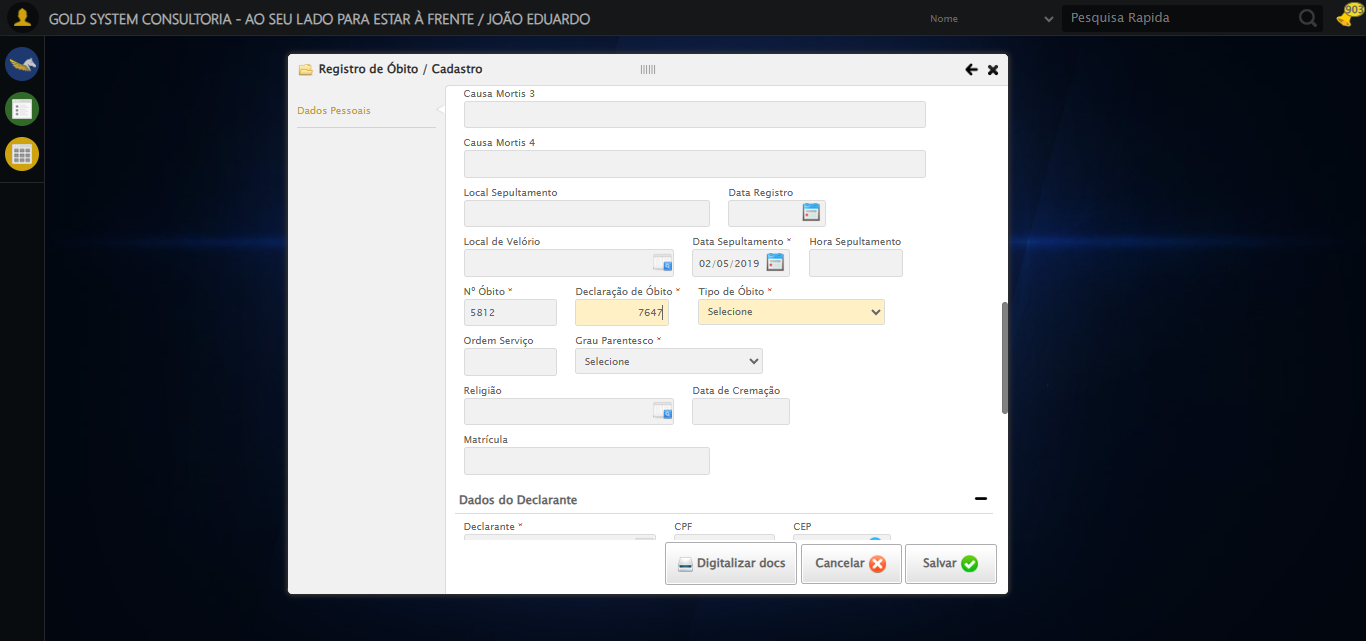 GOLD SYSTEM CONSULTORIA - AO SEU LADO PARA ESTAR À FRENTE / JOÃO EDUARDO
Nome
Pesquisa Rapida
903
Registro de Óbito / Cadastro
Dados Pessoais
Causa Mortis 3
Causa Mortis 4
Local Sepultamento Data Registro
Local de Velório Data Sepultamento * Hora Sepultamento
02/05/2019
Nº Óbito * Declaração de Óbito * Tipo de Óbito *
5812 7647 Selecione
Ordem Serviço Grau Parentesco *
Selecione
Religião Data de Cremação
Matrícula
Dados do Declarante
Declarante * CPF CEP
Digitalizar docs Cancelar Salvar